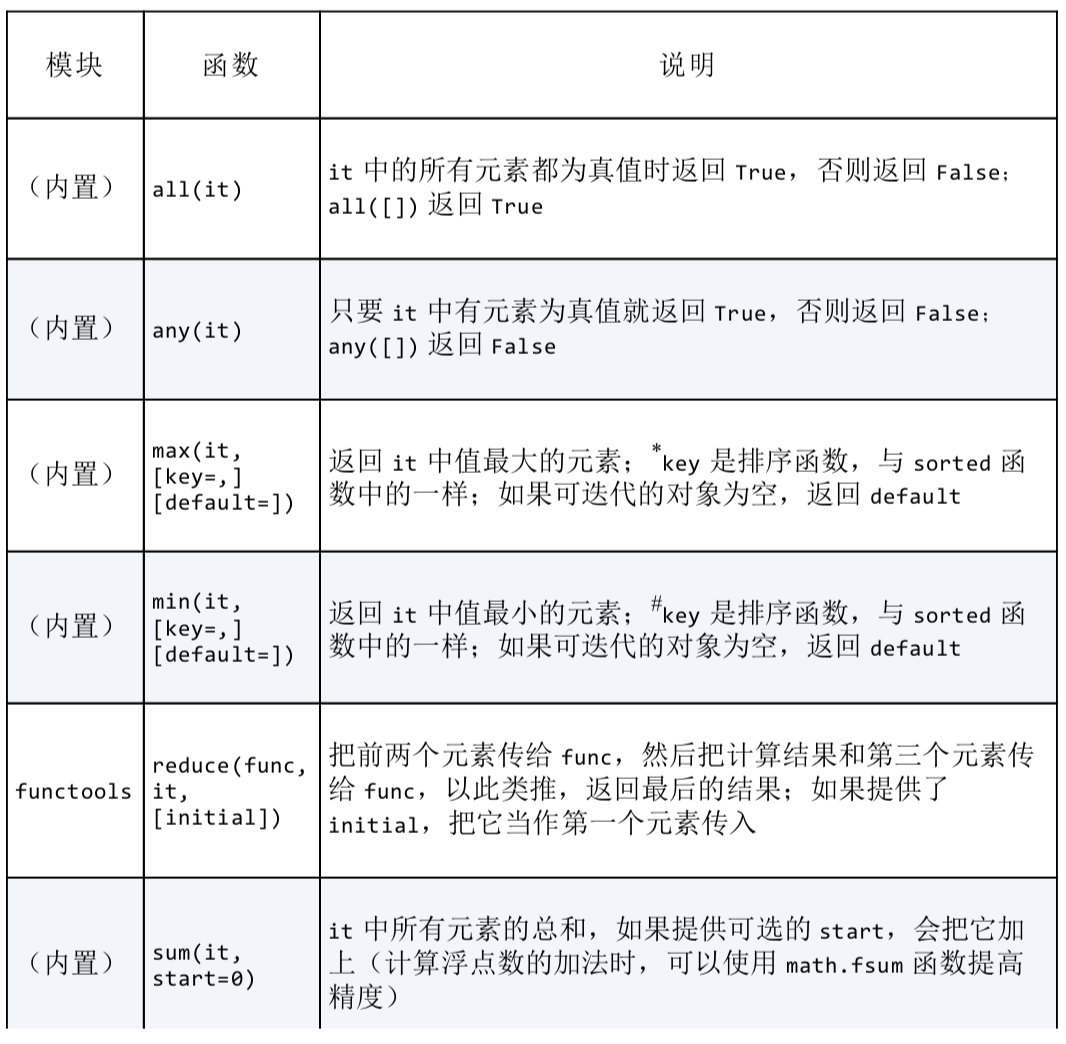 模块 函数 说明
（内置） all(it) it 中的所有元素都为真值时返回 True，否则返回 False；
all([]) 返回 True
（内置） any(it) 只要 it 中有元素为真值就返回 True，否则返回 False；
any([]) 返回 False
（内置）
max(it,
[key=,]
[default=])
返回 it 中值最大的元素；*key 是排序函数，与 sorted 函
数中的一样；如果可迭代的对象为空，返回 default
（内置）
min(it,
[key=,]
[default=])
返回 it 中值最小的元素；#key 是排序函数，与 sorted 函
数中的一样；如果可迭代的对象为空，返回 default
functools
reduce(func,
it,
[initial])
把前两个元素传给 func，然后把计算结果和第三个元素传
给 func，以此类推，返回最后的结果；如果提供了
initial，把它当作第一个元素传入
（内置）
sum(it,
start=0)
it 中所有元素的总和，如果提供可选的 start，会把它加
上（计算浮点数的加法时，可以使用 math.fsum 函数提高
精度）